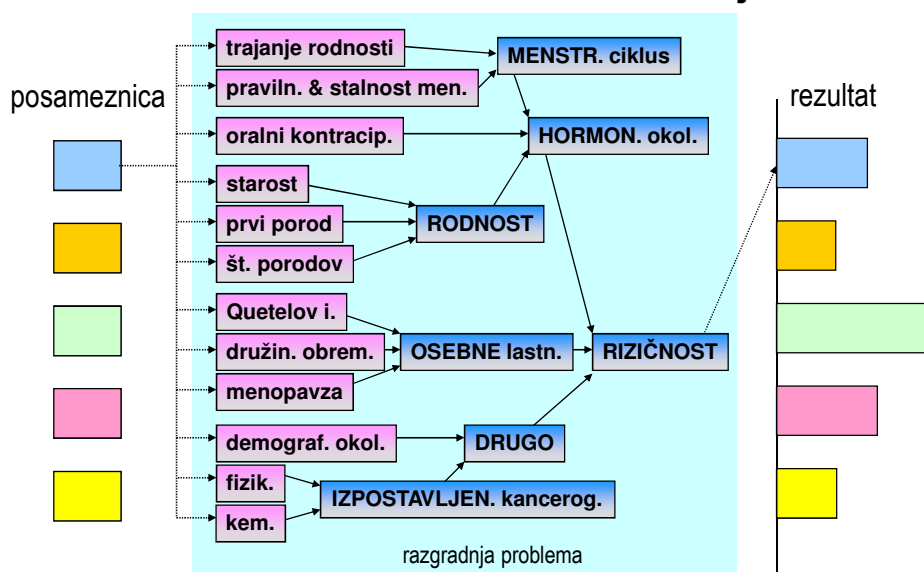 posameznica
trajanje rodnosti
praviln. & stalnost men.
oralni kontracip.
starost
prvi porod
št. porodov
Quetelov i.
družin. obrem.
menopavza
demograf. okol.
fizik.
kem.
MENSTR. ciklus
HORMON. okol.
RODNOST
OSEBNE lastn.
RIZIČNOST
DRUGO
IZPOSTAVLJEN. kancerog.
razgradnja problema
rezultat